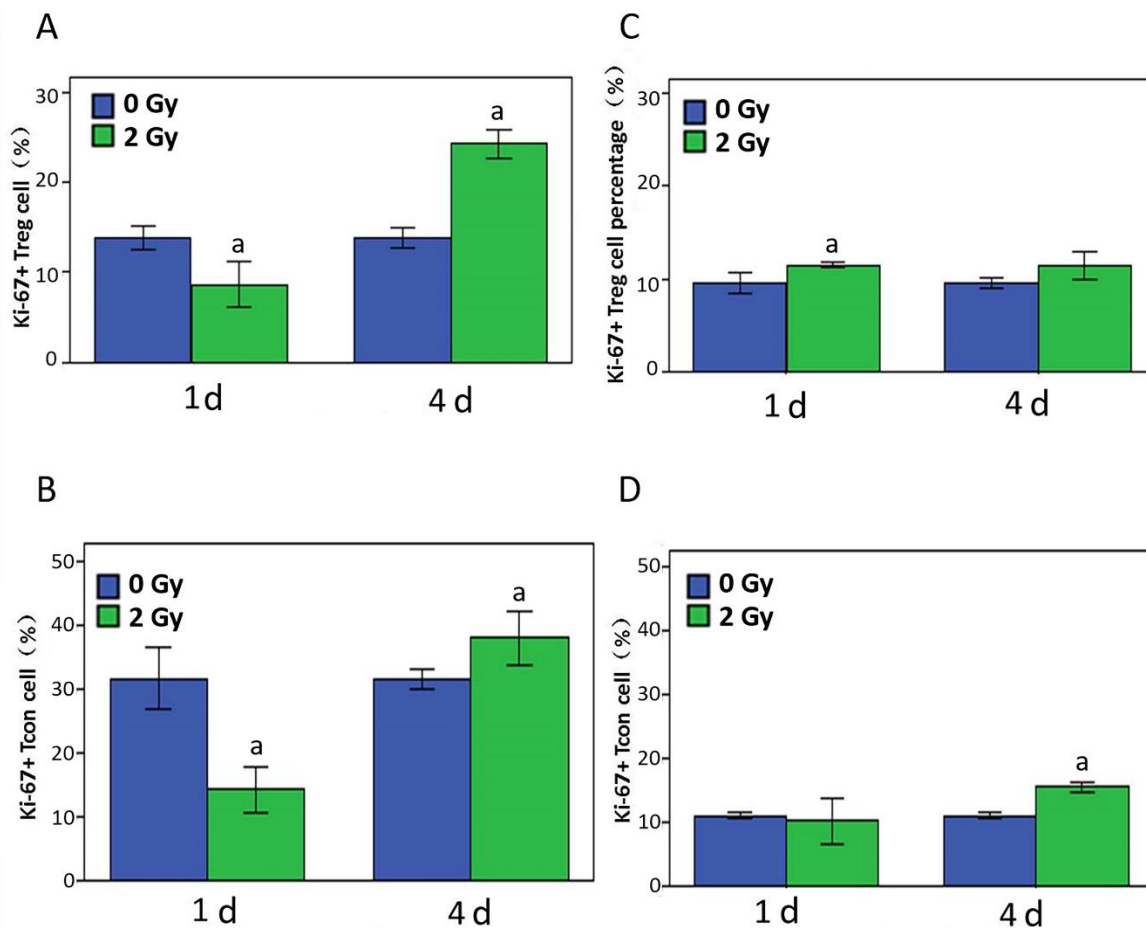 A
Ki-67+ Treg cell（%）
30
20
10
0
0 Gy
2 Gy
a
a
1 d
4 d
C
Ki-67+ Treg cell percentage（%）
30
20
10
0
0 Gy
2 Gy
a
1 d
4 d
B
Ki-67+ Tcon cell（%）
50
40
30
20
10
0
0 Gy
2 Gy
a
a
1 d
4 d
D
Ki-67+ Tcon cell（%）
50
40
30
20
10
0
0 Gy
2 Gy
a
1 d
4 d